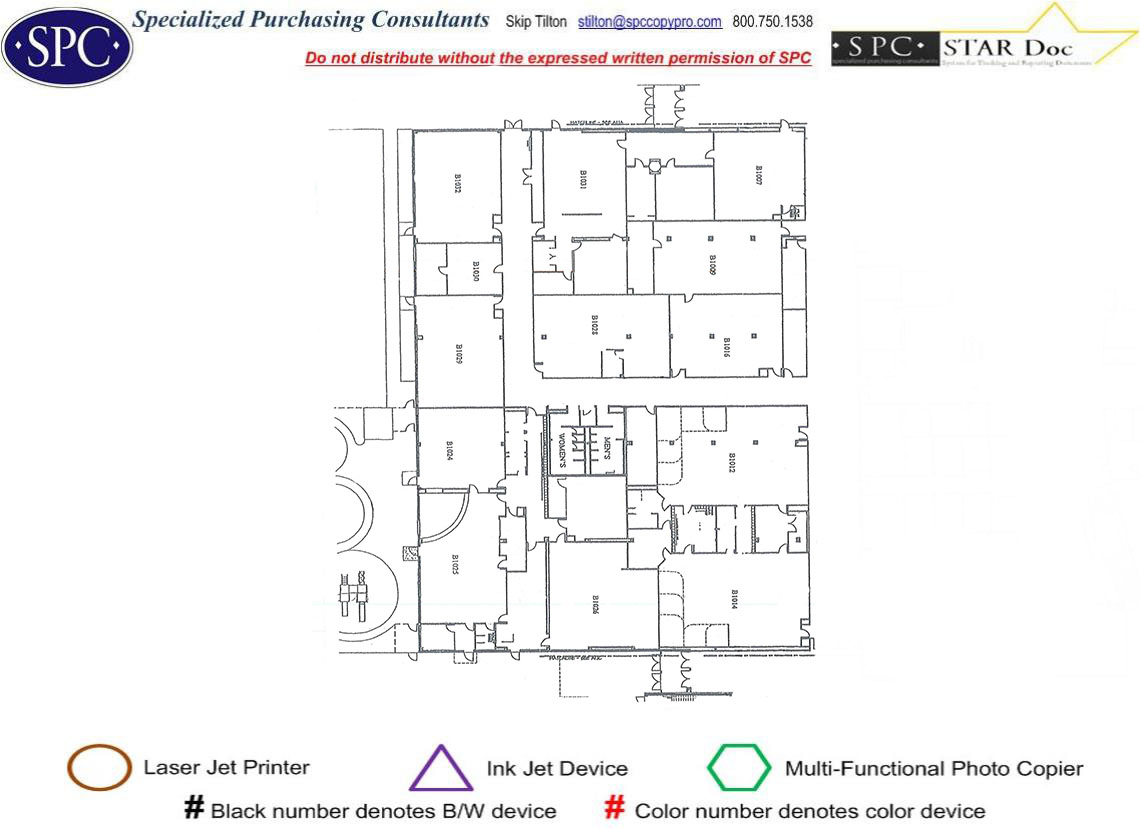 SPC
Specialized Purchasing Consultants Skip Tilton stilton@spccopypro.com 800.750.1538
Do not distribute without the expressed written permission of SPC
· S P C · STAR Doc
specialized purchasing consultants System for Tracking and Reporting Documents
B1032
B1031
B1007
B1030
B1009
B1029
B1028
B1016
B1024
WOMEN'S
MEN'S
B1012
B1025
B1026
B1014
Laser Jet Printer
Ink Jet Device
Multi-Functional Photo Copier
# Black number denotes B/W device
# Color number denotes color device